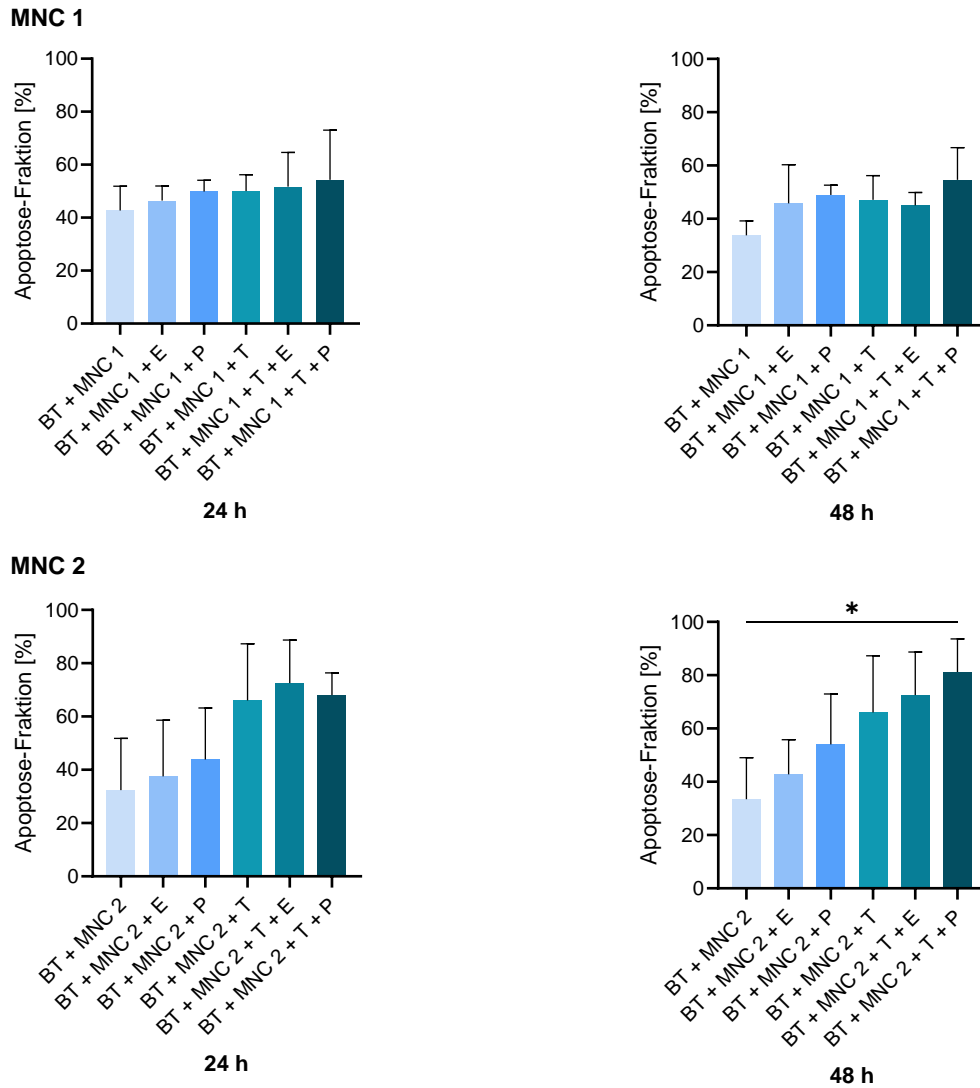 MNC 1
Apoptose-Fraktion [%]
100
80
60
40
20
0
BT + MNC 1
BT + MNC 1 + E
BT + MNC 1 + P
BT + MNC 1 + T
BT + MNC 1 + T + E
BT + MNC 1 + T + P
24 h
Apoptose-Fraktion [%]
100
80
60
40
20
0
BT + MNC 1
BT + MNC 1 + E
BT + MNC 1 + P
BT + MNC 1 + T
BT + MNC 1 + T + E
BT + MNC 1 + T + P
48 h
MNC 2
Apoptose-Fraktion [%]
100
80
60
40
20
0
BT + MNC 2
BT + MNC 2 + E
BT + MNC 2 + P
BT + MNC 2 + T
BT + MNC 2 + T + E
BT + MNC 2 + T + P
24 h
Apoptose-Fraktion [%]
100
80
60
40
20
0
*
BT + MNC 2
BT + MNC 2 + E
BT + MNC 2 + P
BT + MNC 2 + T
BT + MNC 2 + T + E
BT + MNC 2 + T + P
48 h